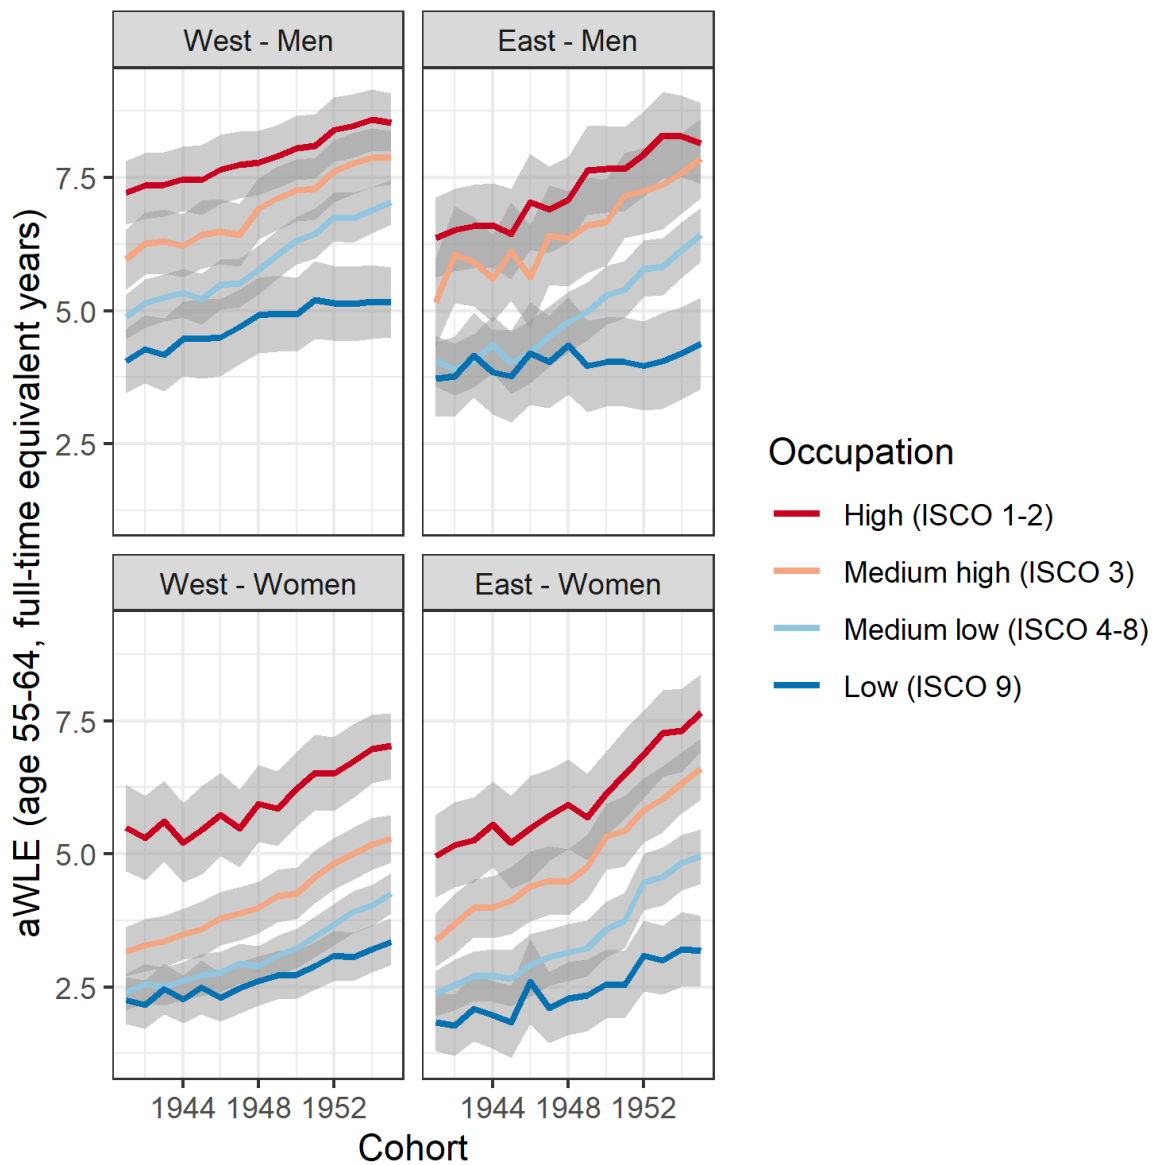 West - Men
East - Men
7.5
5.0
2.5
West - Women
East - Women
7.5
5.0
2.5
1944 1948 1952
1944 1948 1952
Cohort
aWLE (age 55-64, full-time equivalent years)
Occupation
High (ISCO 1-2)
Medium high (ISCO 3)
Medium low (ISCO 4-8)
Low (ISCO 9)